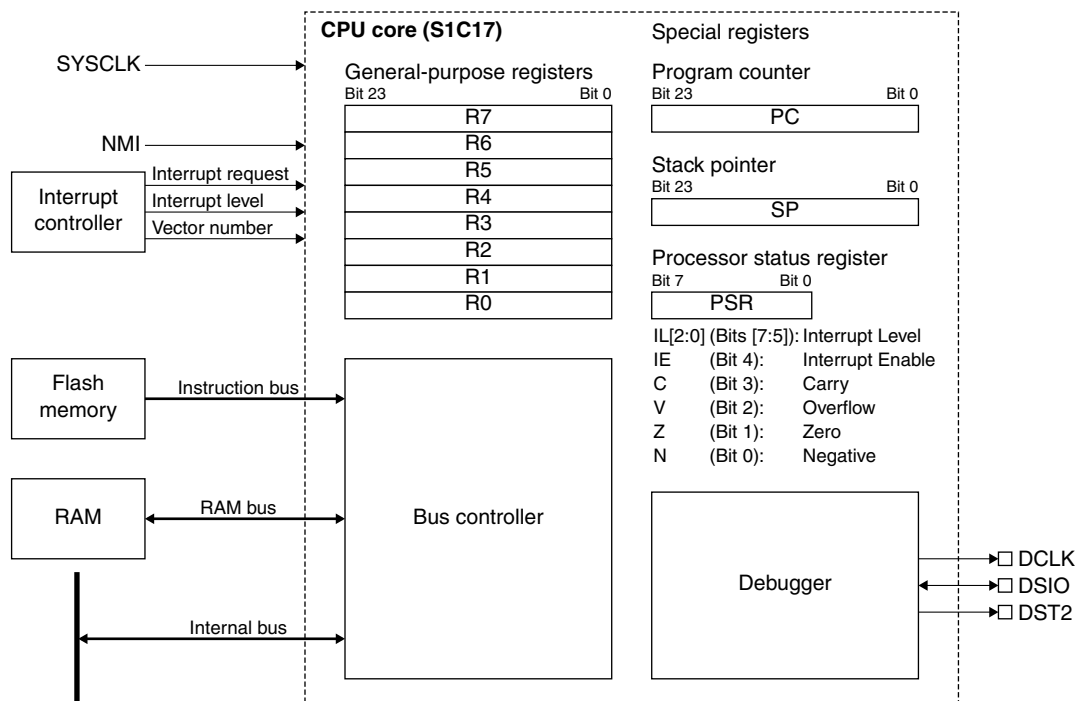 CPU core (S1C17)
Special registers
SYSCLK
General-purpose registers
Bit 23 Bit 0
R7
R6
R5
R4
R3
R2
R1
R0
Program counter
Bit 23 Bit 0
PC
NMI
Interrupt controller
Interrupt request
Interrupt level
Vector number
Stack pointer
Bit 23 Bit 0
SP
Processor status register
Bit 7 Bit 0
PSR
IL[2:0] (Bits [7:5]): Interrupt Level
IE (Bit 4): Interrupt Enable
C (Bit 3): Carry
V (Bit 2): Overflow
Z (Bit 1): Zero
N (Bit 0): Negative
Flash
memory
Instruction bus
RAM
RAM bus
Bus controller
Internal bus
Debugger
DCLK
DSIO
DST2